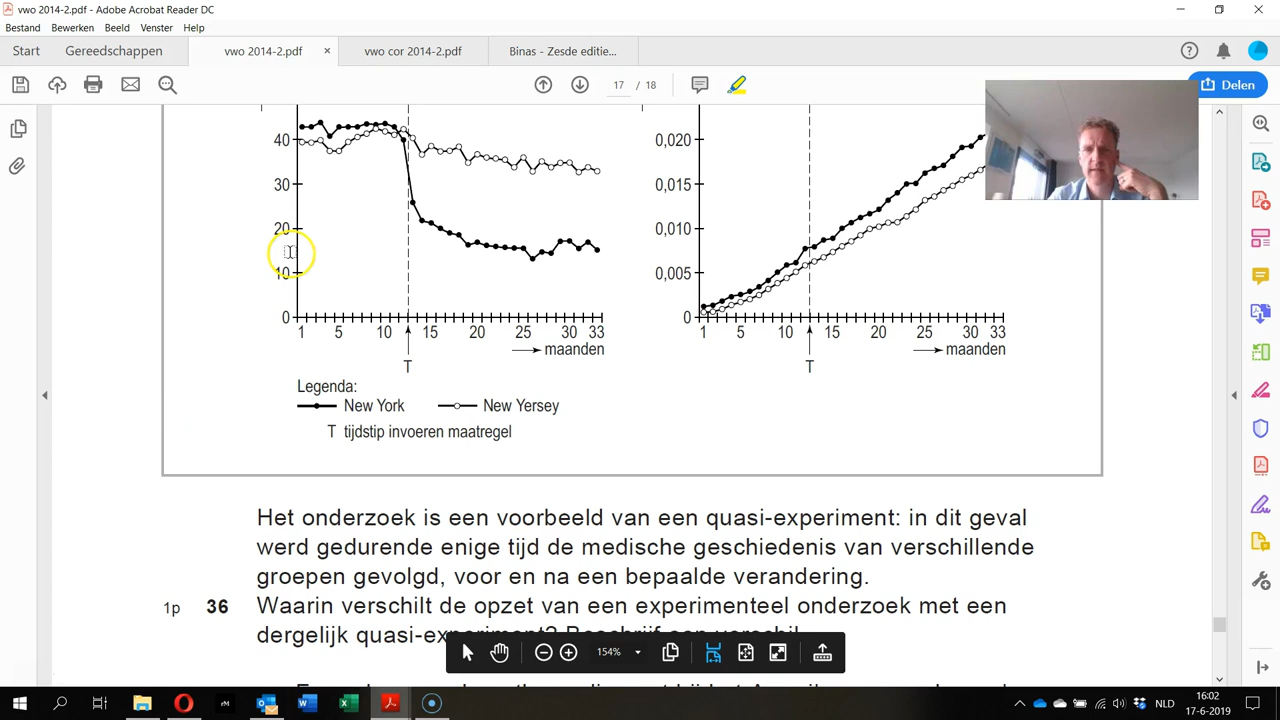 vwo 2014-2.pdf - Adobe Acrobat Reader DC
Bestand Bewerken Beeld Venster Help
Start Gereedschappen vwo 2014-2.pdf × vwo cor 2014-2.pdf Binas - Zesde editie...
17 / 18 Delen
40
30
20
10
0
1 5 10 15 20 25 30 33
maanden
T
0,020
0,015
0,010
0,005
0
1 5 10 15 20 25 30 33
maanden
T
Legenda:
New York New Yersey
T tijdstip invoeren maatregel
Het onderzoek is een voorbeeld van een quasi-experiment: in dit geval
werd gedurende enige tijd de medische geschiedenis van verschillende
groepen gevolgd, voor en na een bepaalde verandering.
1p 36 Waarin verschilt de opzet van een experimenteel onderzoek met een
dergelijk quasi-experiment? Beschrijf een verschil.
154%
16:02
NLD
17-6-2019